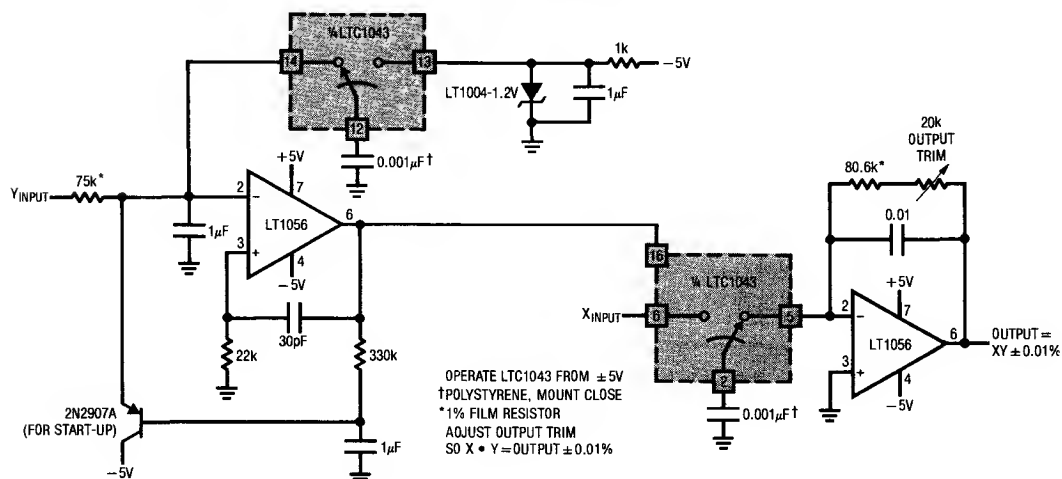 ¼LTC1043
14
13
1k
−5V
LT1004-1.2V
1µF
12
0.001µF†
20k
OUTPUT
TRIM
80.6k*
+5V
YINPUT
75k*
2
7
−
LT1056
6
0.01
1µF
3
+
4
−5V
16
¼ LTC1043
+5V
30pF
XINPUT
6
5
2
7
−
LT1056
6
OUTPUT =
XY ± 0.01%
22k
330k
3
+
4
2
−5V
OPERATE LTC1043 FROM ±5V
†POLYSTYRENE, MOUNT CLOSE
*1% FILM RESISTOR
ADJUST OUTPUT TRIM
SO X • Y = OUTPUT ± 0.01%
0.001µF†
2N2907A
(FOR START-UP)
1µF
−5V